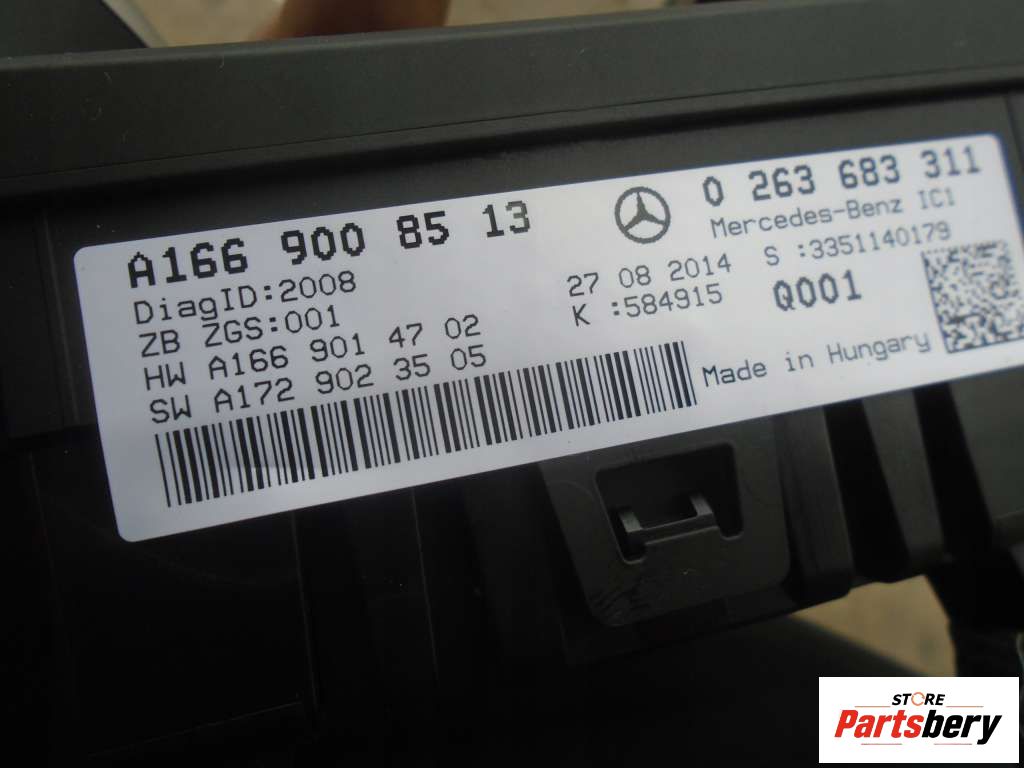 A166 900 85 13
DiagID:2008
ZB ZGS:001
HW A166 901 47 02
SW A172 902 35 05
0 263 683 311
Mercedes-Benz IC1
27 08 2014 S :3351140179
K :584915 Q001
Made in Hungary
STORE
Partsbery